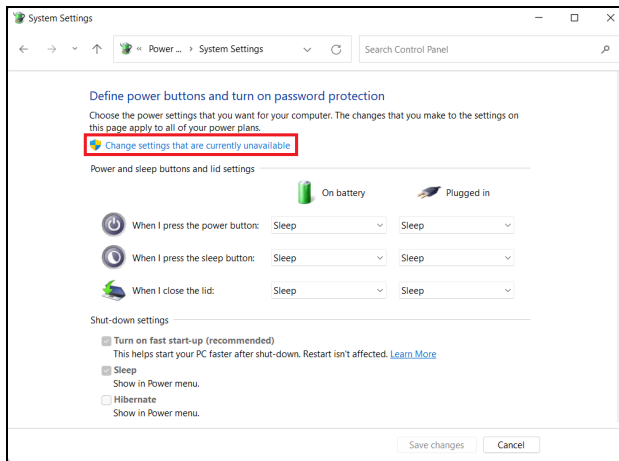 System Settings
« Power ... › System Settings
Search Control Panel
Define power buttons and turn on password protection
Choose the power settings that you want for your computer. The changes that you make to the settings on
this page apply to all of your power plans.
Change settings that are currently unavailable
Power and sleep buttons and lid settings
On battery Plugged in
When I press the power button: Sleep Sleep
When I press the sleep button: Sleep Sleep
When I close the lid: Sleep Sleep
Shut-down settings
Turn on fast start-up (recommended)
This helps start your PC faster after shut-down. Restart isn't affected. Learn More
Sleep
Show in Power menu.
Hibernate
Show in Power menu.
Save changes Cancel